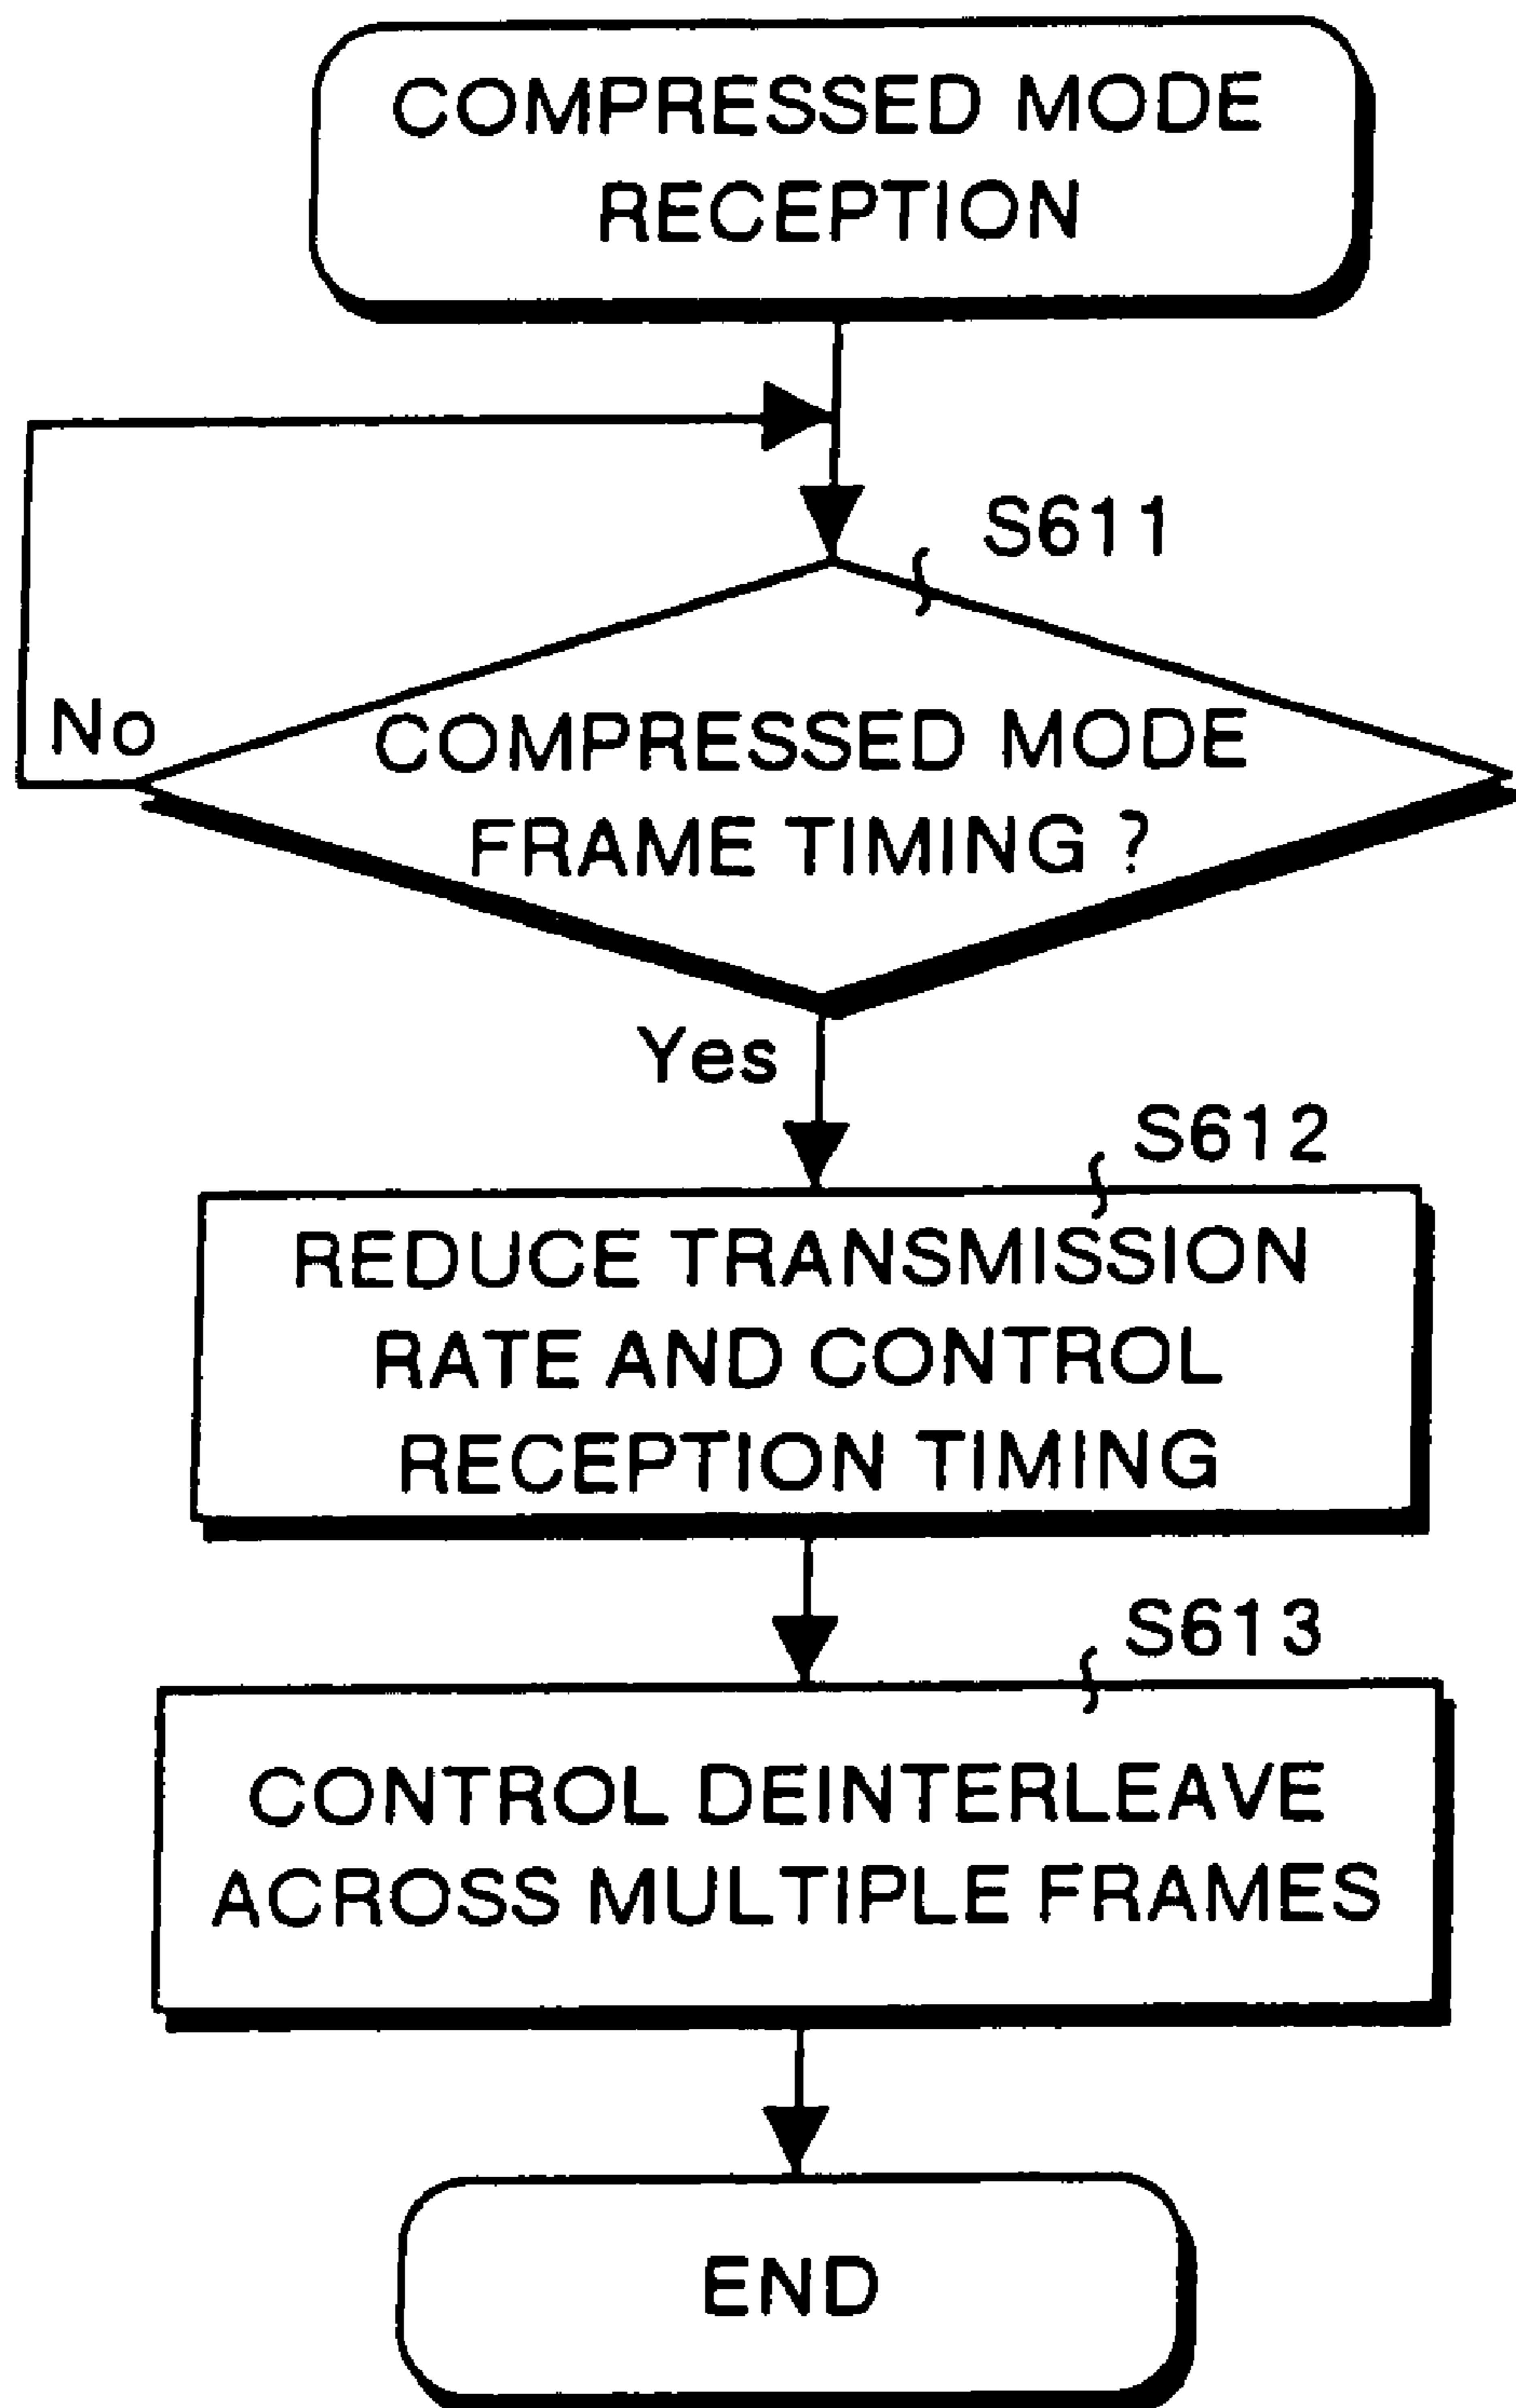 COMPRESSED MODE
RECEPTION
S611
No
COMPRESSED MODE
FRAME TIMING ?
Yes
S612
REDUCE TRANSMISSION
RATE AND CONTROL
RECEPTION TIMING
S613
CONTROL DEINTERLEAVE
ACROSS MULTIPLE FRAMES
END